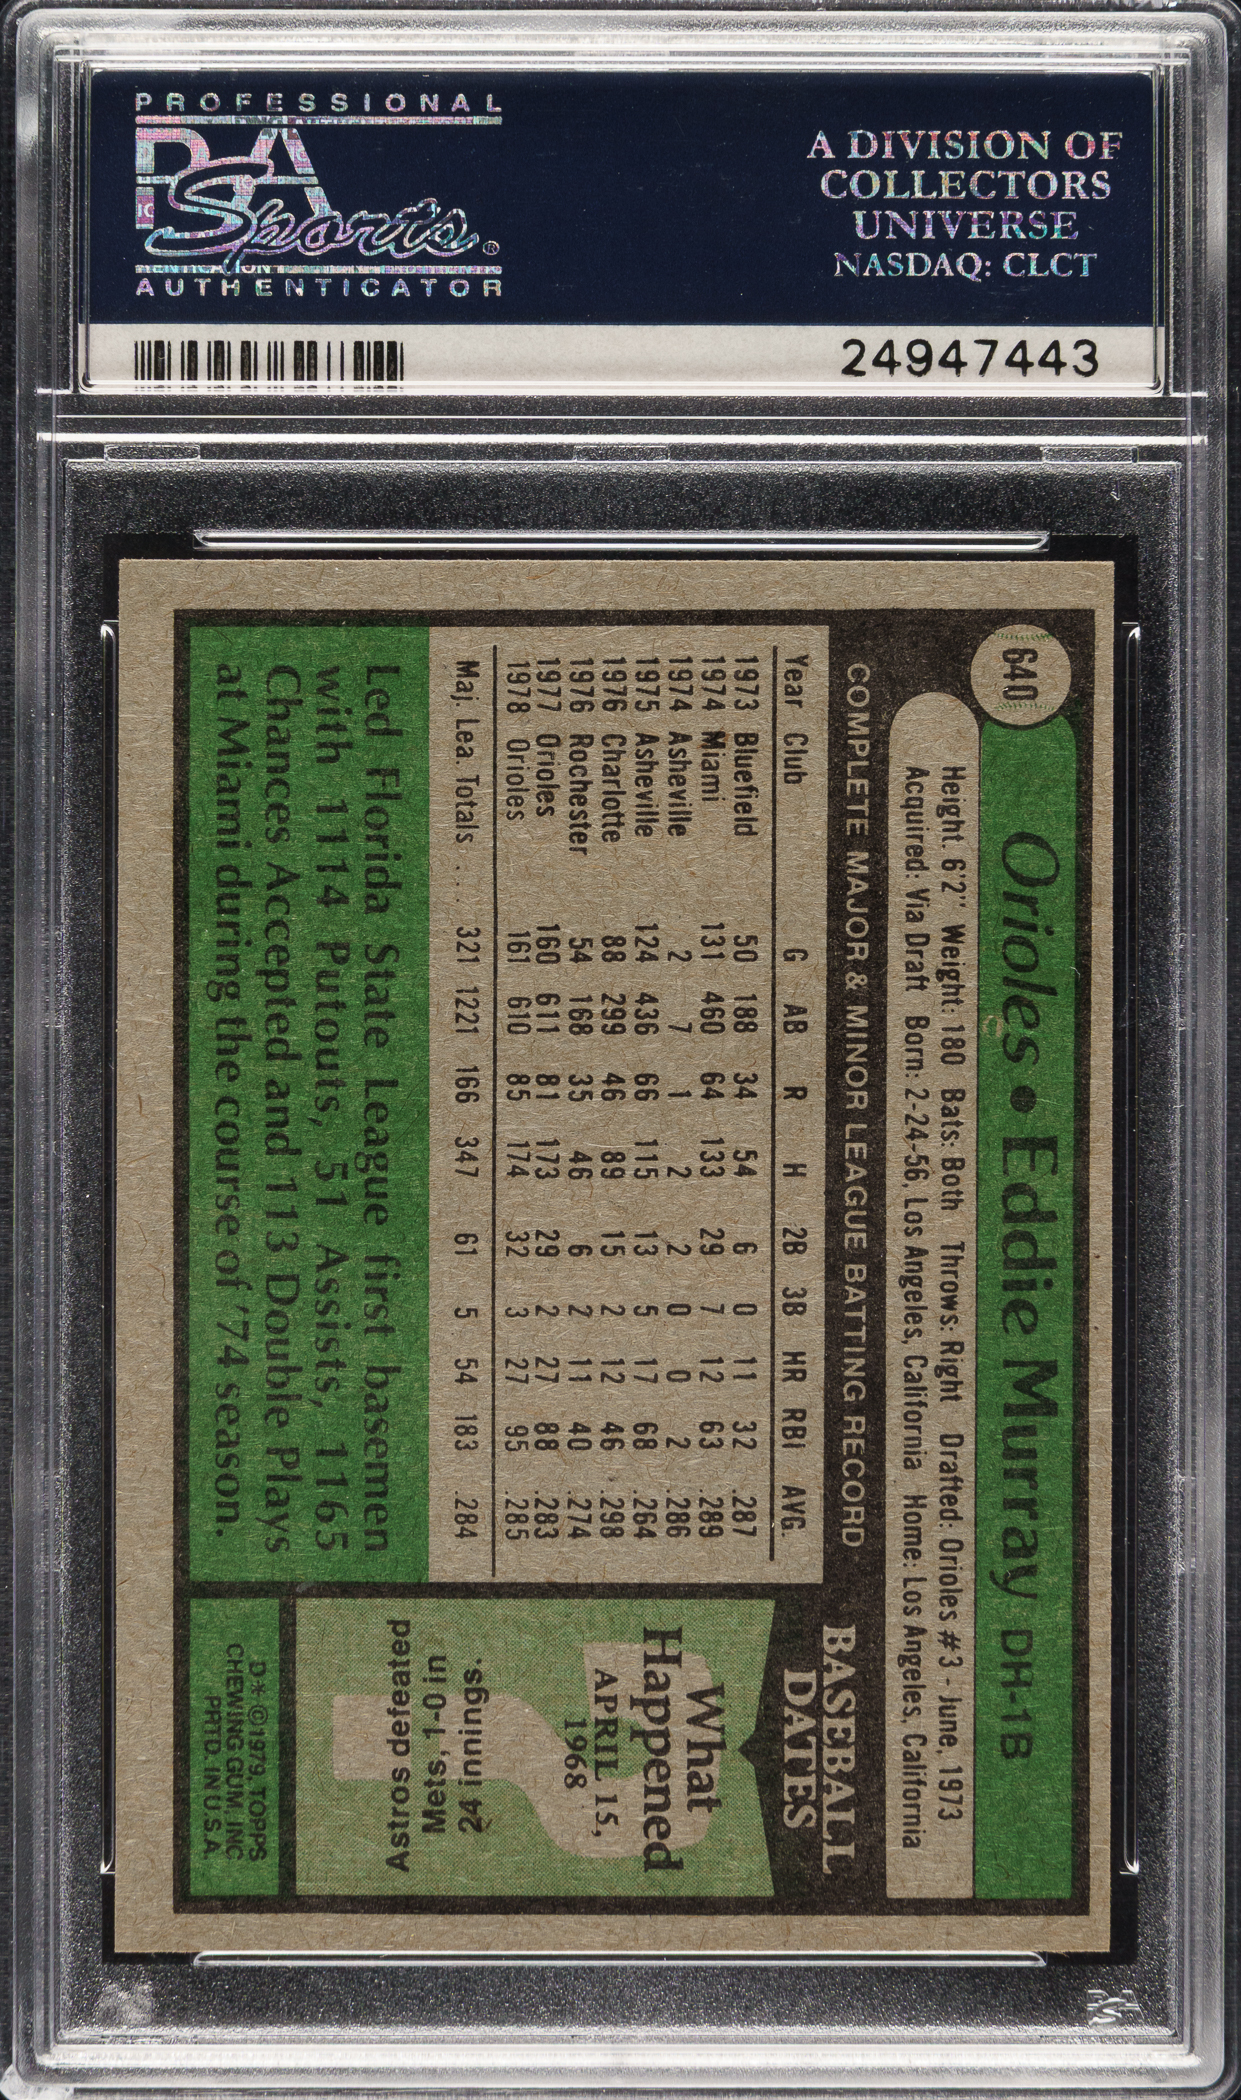 PROFESSIONAL
PSA
Sports®
AUTHENTICATOR
A DIVISION OF
COLLECTORS
UNIVERSE
NASDAQ: CLCT
24947443
640
Orioles • Eddie Murray DH-1B
Height: 6'2" Weight: 180 Bats: Both Throws: Right Drafted: Orioles #3 - June, 1973
Acquired: Via Draft Born: 2-24-56, Los Angeles, California Home: Los Angeles, California
COMPLETE MAJOR & MINOR LEAGUE BATTING RECORD
Year Club G AB R H 2B 3B HR RBI AVG.
1973 Bluefield 50 188 34 54 6 0 11 32 .287
1974 Miami 131 460 64 133 29 7 12 63 .289
1974 Asheville 2 7 1 2 2 0 0 2 .286
1975 Asheville 124 436 66 115 13 5 17 68 .264
1976 Charlotte 88 299 46 89 15 2 12 46 .298
1976 Rochester 54 168 35 46 6 2 11 40 .274
1977 Orioles 160 611 81 173 29 2 27 88 .283
1978 Orioles 161 610 85 174 32 3 27 95 .285
Maj. Lea. Totals . . . 321 1221 166 347 61 5 54 183 .284
Led Florida State League first basemen
with 1114 Putouts, 51 Assists, 1165
Chances Accepted and 113 Double Plays
at Miami during the course of '74 season.
BASEBALL
DATES
What
Happened
APRIL 15,
1968
Astros defeated
Mets, 1-0 in
24 innings.
D* © 1979, TOPPS
CHEWING GUM, INC
PRTD. IN U.S.A.